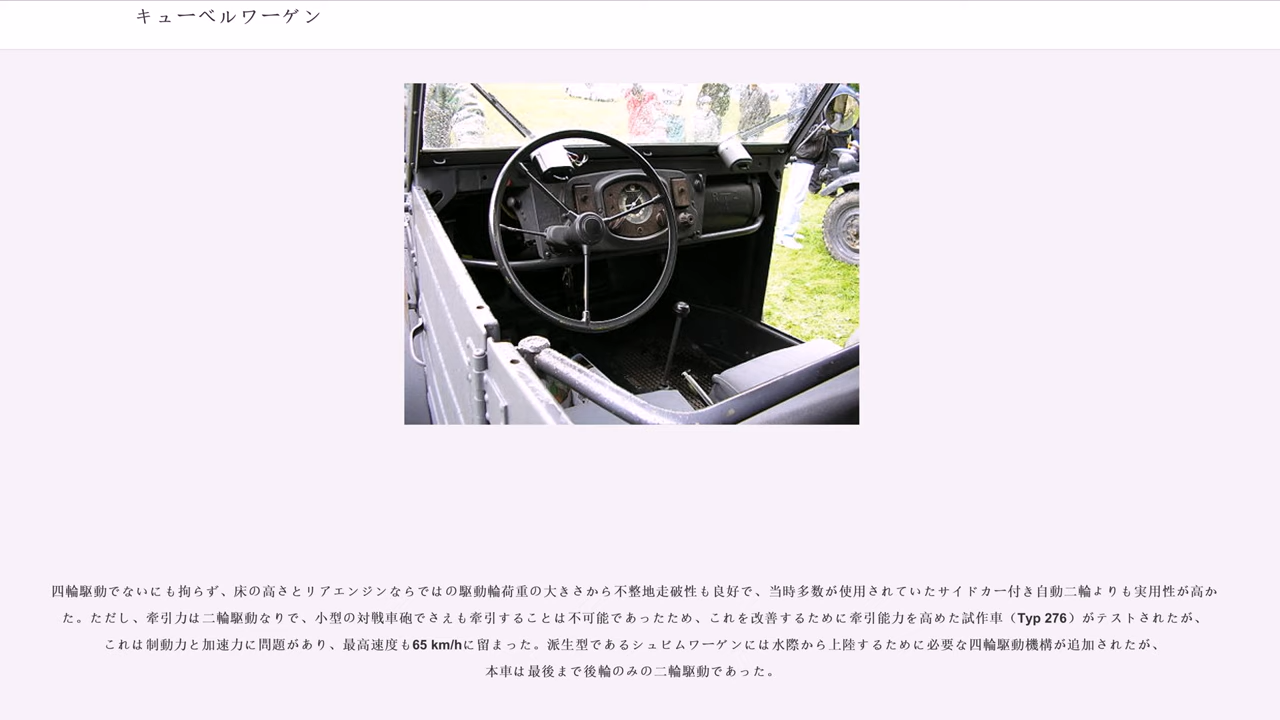 キューベルワーゲン
四輪駆動でないにも拘らず、床の高さとリアエンジンならではの駆動輪荷重の大きさから不整地走破性も良好で、当時多数が使用されていたサイドカー付き自動二輪よりも実用性が高か
た。ただし、牽引力は二輪駆動なりで、小型の対戦車砲でさえも牽引することは不可能であったため、これを改善するために牽引能力を高めた試作車（Typ 276）がテストされたが、
これは制動力と加速力に問題があり、最高速度も65 km/hに留まった。派生型であるシュビムワーゲンには水際から上陸するために必要な四輪駆動機構が追加されたが、
本車は最後まで後輪のみの二輪駆動であった。